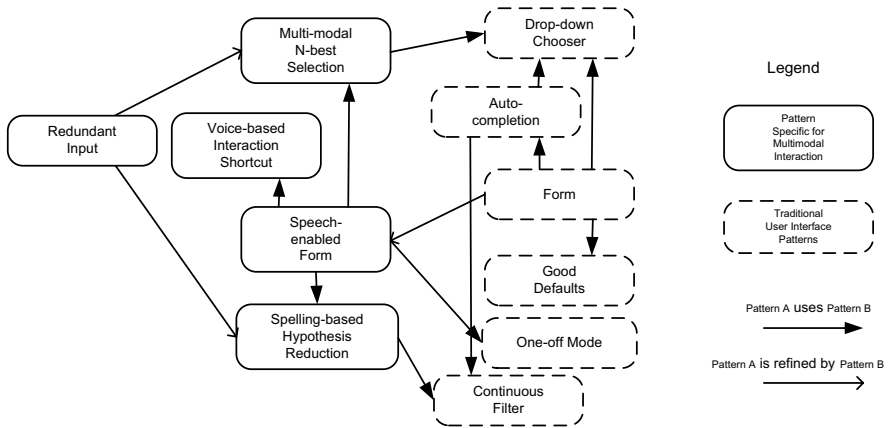 Multi-modal
N-best
Selection
Drop-down
Chooser
Legend
Auto-
completion
Redundant
Input
Voice-based
Interaction
Shortcut
Pattern
Specific for
Multimodal
Interaction
Form
Speech-
enabled
Form
Traditional
User Interface
Patterns
Good
Defaults
Spelling-based
Hypothesis
Reduction
One-off Mode
Pattern A uses Pattern B
Pattern A is refined by Pattern B
Continuous
Filter